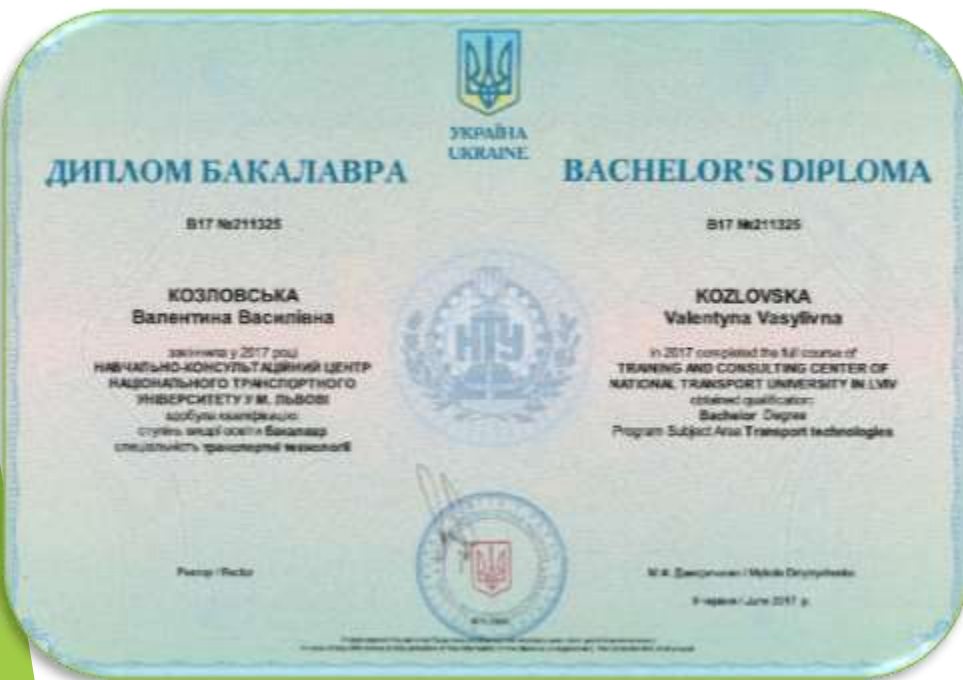 УКРАЇНА
UKRAINE
ДИПЛОМ БАКАЛАВРА
В17 №211325
КОЗЛОВСЬКА
Валентина Василівна
закінчила у 2017 році
НАВЧАЛЬНО-КОНСУЛЬТАЦІЙНИЙ ЦЕНТР
НАЦІОНАЛЬНОГО ТРАНСПОРТНОГО
УНІВЕРСИТЕТУ У М. ЛЬВОВІ
здобула кваліфікацію:
ступінь вищої освіти Бакалавр
спеціальність транспортні технології
BACHELOR'S DIPLOMA
B17 №211325
KOZLOVSKA
Valentyna Vasylivna
in 2017 completed the full course of
TRAINING AND CONSULTING CENTER OF
NATIONAL TRANSPORT UNIVERSITY IN LVIV
obtained qualification:
Bachelor Degree
Program Subject Area Transport technologies
НТУ
Ректор / Rector
М.Ф. Дмитриченко / Mykola Dmytrychenko
червня / June 2017 р.